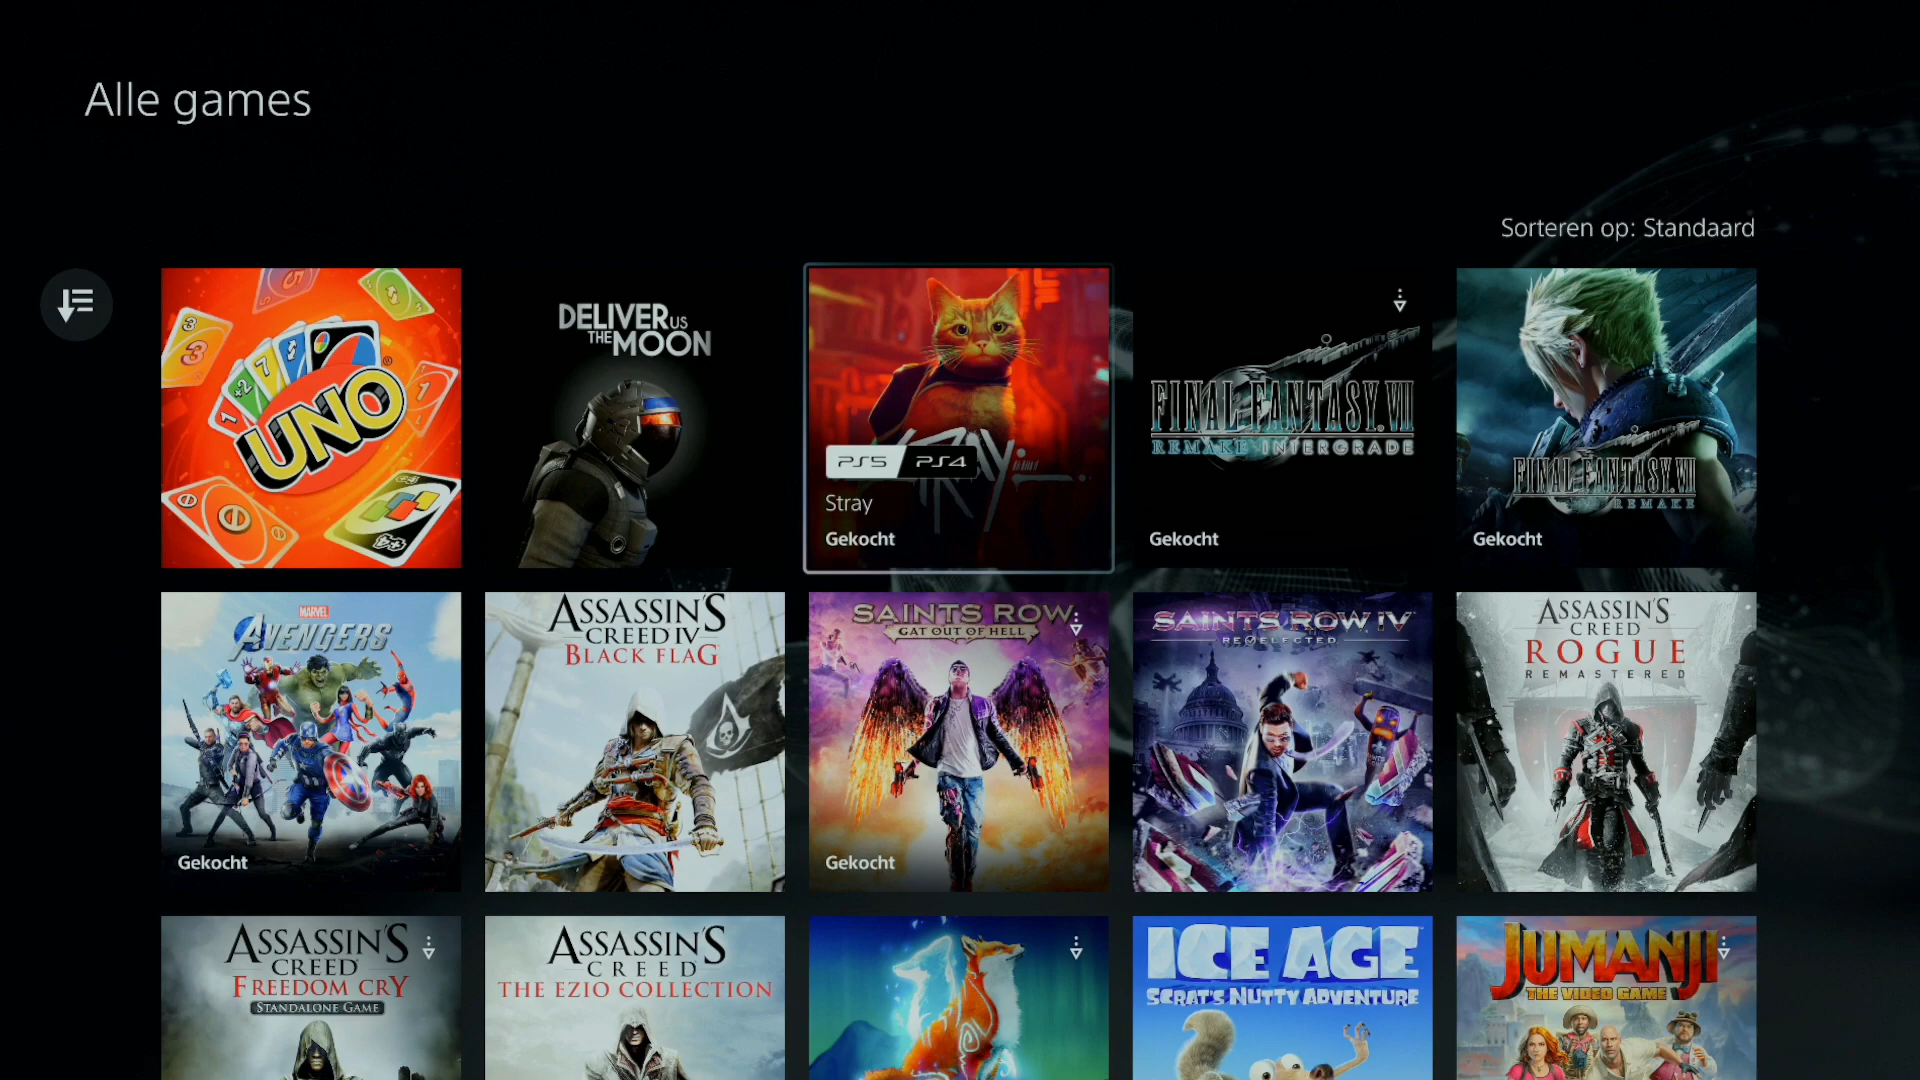 Alle games
Sorteren op: Standaard
UNO
DELIVER US
THE MOON
PS5 PS4
Stray
Gekocht
FINAL FANTASY VII
REMAKE INTERGRADE
Gekocht
FINAL FANTASY VII
REMAKE
Gekocht
MARVEL
AVENGERS
Gekocht
ASSASSIN'S
CREED IV
BLACK FLAG
SAINTS ROW
GAT OUT OF HELL
Gekocht
SAINTS ROW IV
RE-ELECTED
ASSASSIN'S
CREED
ROGUE
REMASTERED
ASSASSIN'S
CREED
FREEDOM CRY
STANDALONE GAME
ASSASSIN'S
CREED
THE EZIO COLLECTION
ICE AGE
SCRAT'S NUTTY ADVENTURE
JUMANJI
THE VIDEO GAME